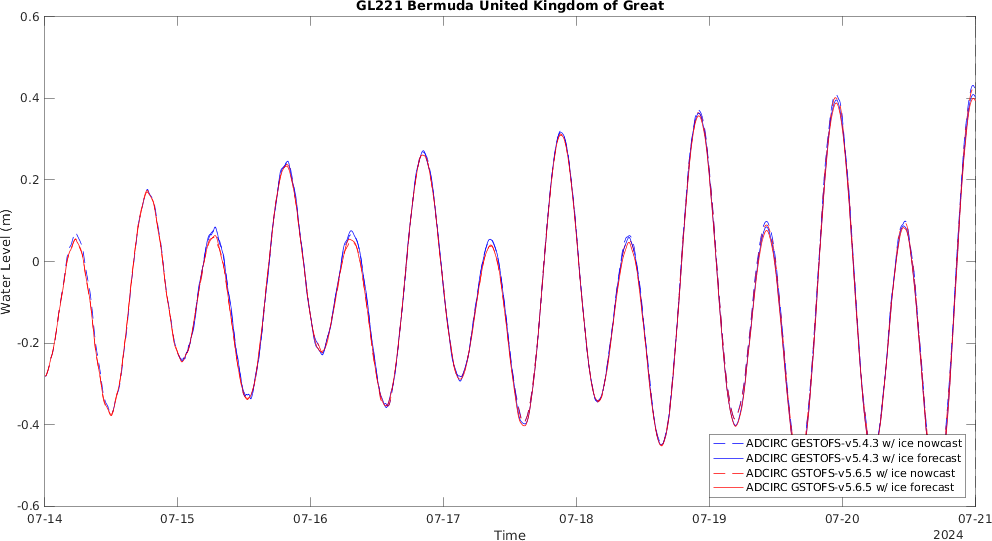 GL221 Bermuda United Kingdom of Great
0.6
0.4
0.2
0
-0.2
-0.4
-0.6
Water Level (m)
ADCIRC GESTOFS-v5.4.3 w/ ice nowcast
ADCIRC GESTOFS-v5.4.3 w/ ice forecast
ADCIRC GSTOFS-v5.6.5 w/ ice nowcast
ADCIRC GSTOFS-v5.6.5 w/ ice forecast
07-14 07-15 07-16 07-17 07-18 07-19 07-20 07-21
Time
2024